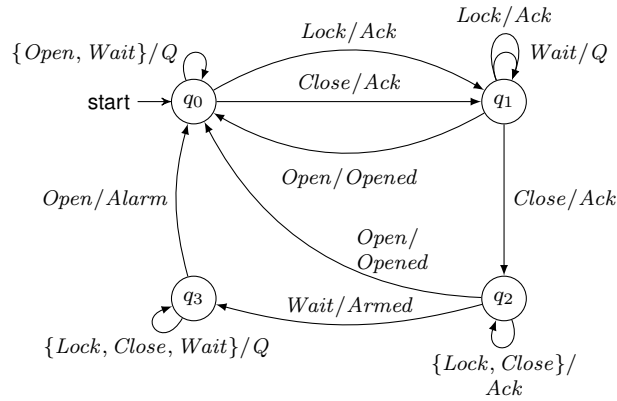 Lock/Ack
Lock/Ack
{Open, Wait}/Q
Wait/Q
Close/Ack
start
q0
q1
Open/Opened
Open/Alarm
Close/Ack
Open/
Opened
q3
Wait/Armed
q2
{Lock, Close, Wait}/Q
{Lock, Close}/
Ack